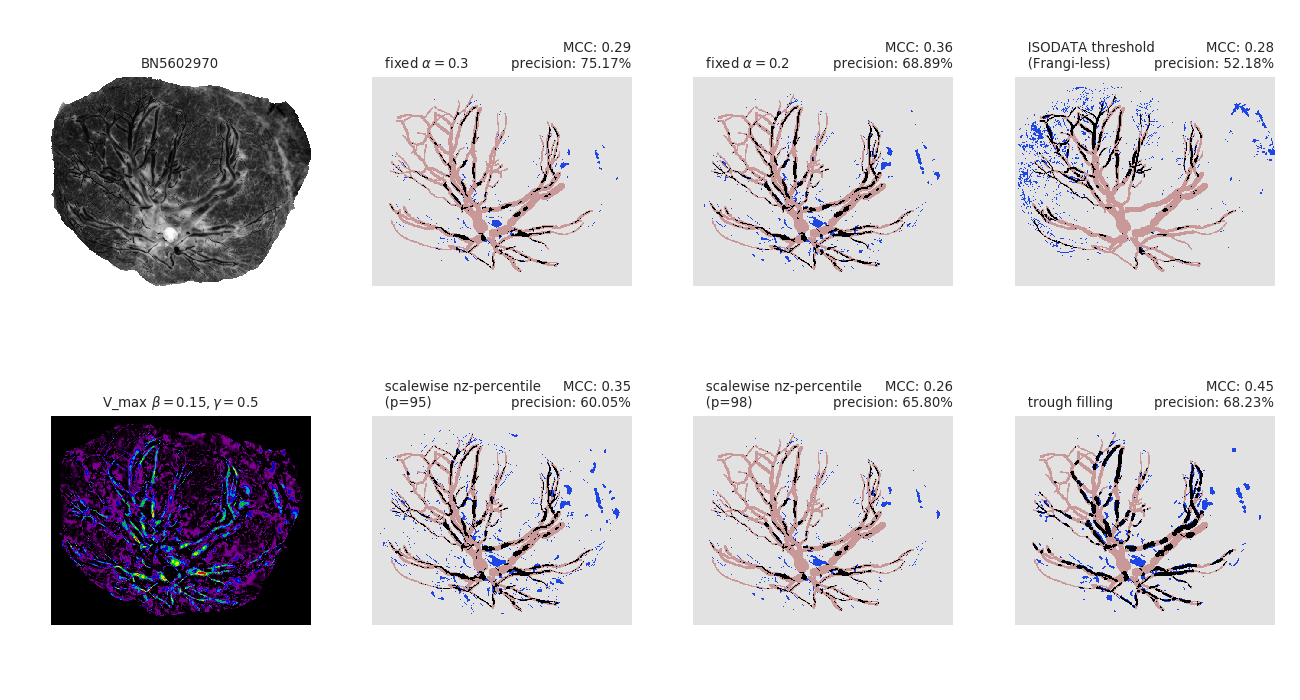 BN5602970
MCC: 0.29
fixed α = 0.3 precision: 75.17%
MCC: 0.36
fixed α = 0.2 precision: 68.89%
ISODATA threshold MCC: 0.28
(Frangi-less) precision: 52.18%
V_max β = 0.15, γ = 0.5
scalewise nz-percentile MCC: 0.35
(p=95) precision: 60.05%
scalewise nz-percentile MCC: 0.26
(p=98) precision: 65.80%
MCC: 0.45
trough filling precision: 68.23%